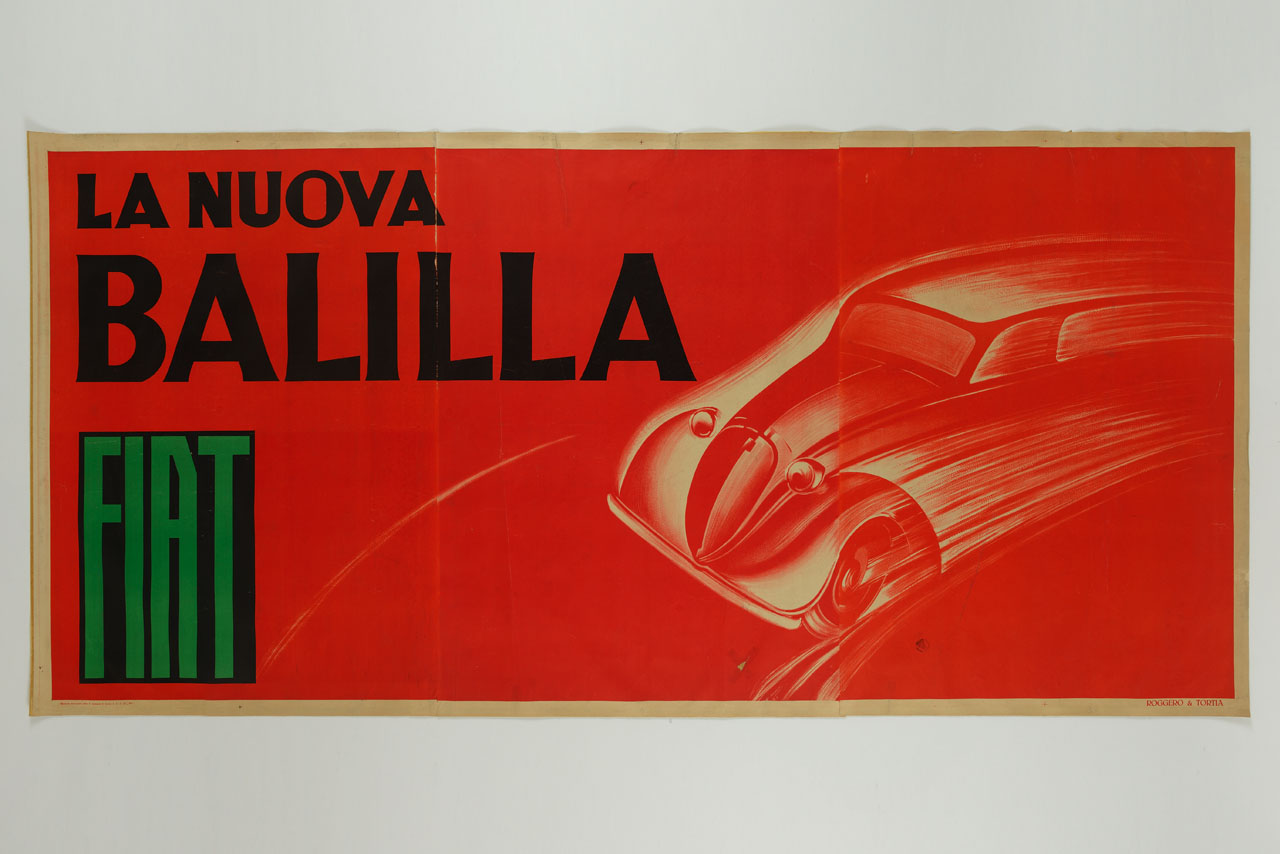 LA NUOVA
BALILLA
FIAT
ROGGERO & TORTIA